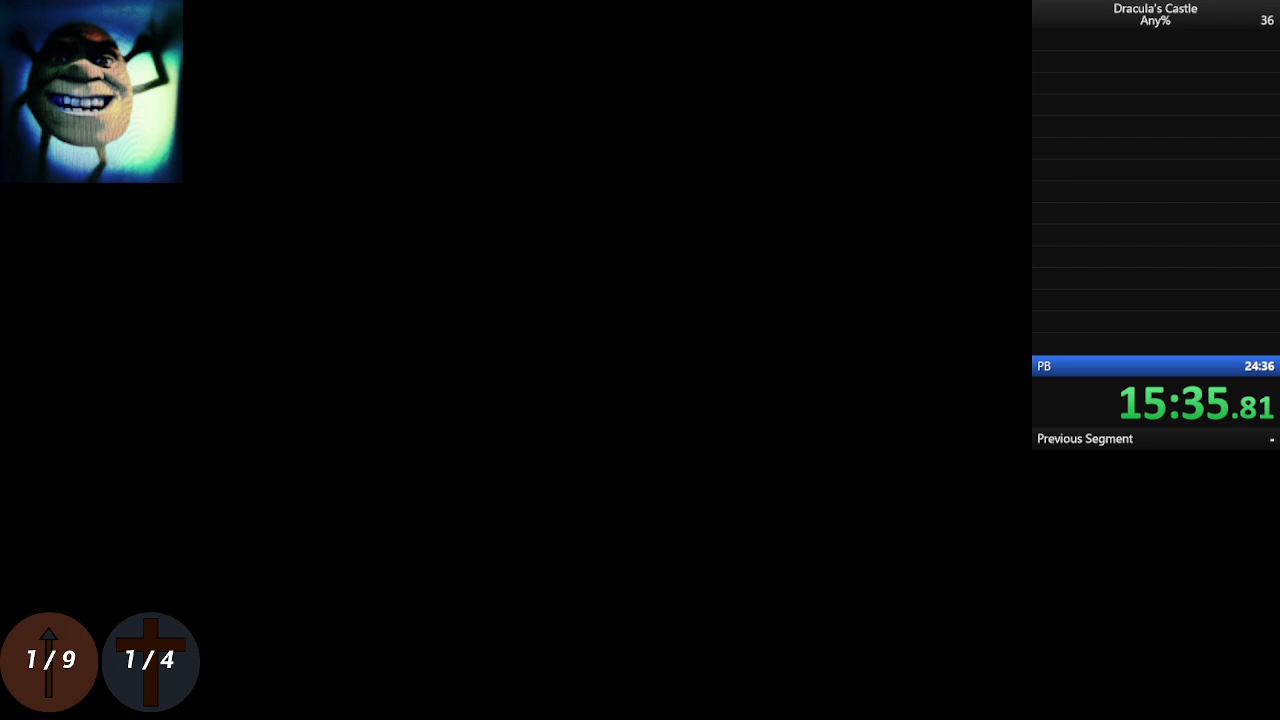 Dracula's Castle
Any%
36
PB 24:36
15:35.81
Previous Segment -
1/9 1/4